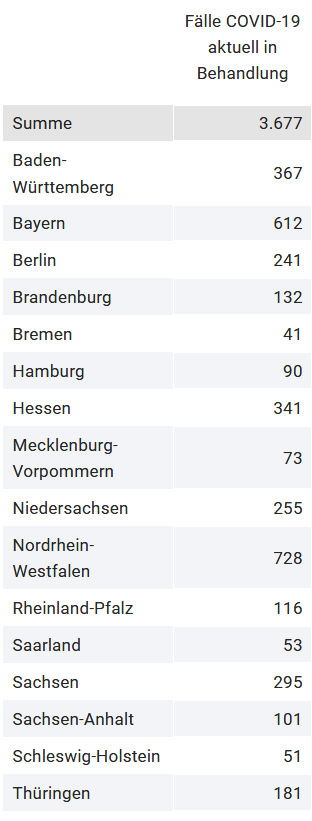 Fälle COVID-19
aktuell in
Behandlung
Summe 3.677
Baden-
Württemberg 367
Bayern 612
Berlin 241
Brandenburg 132
Bremen 41
Hamburg 90
Hessen 341
Mecklenburg-
Vorpommern 73
Niedersachsen 255
Nordrhein-
Westfalen 728
Rheinland-Pfalz 116
Saarland 53
Sachsen 295
Sachsen-Anhalt 101
Schleswig-Holstein 51
Thüringen 181